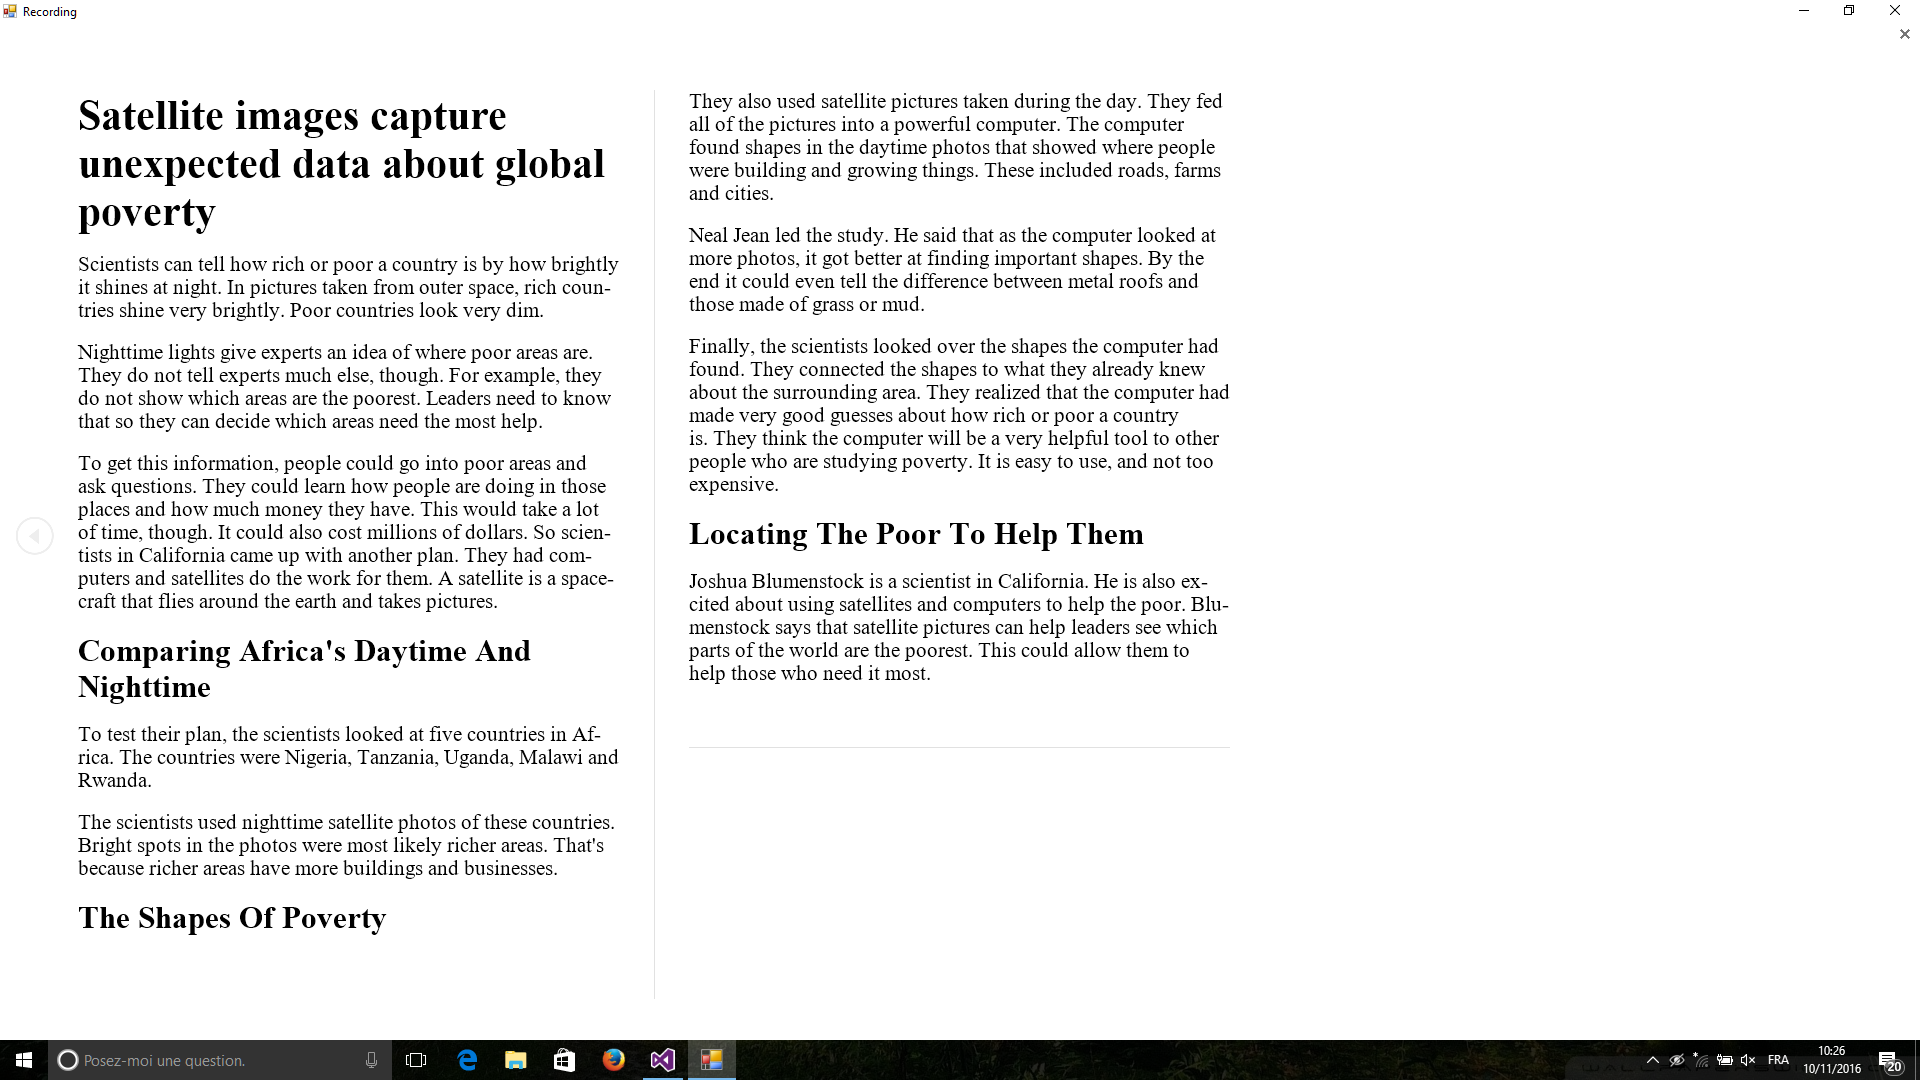 Recording
Satellite images capture
unexpected data about global
poverty
Scientists can tell how rich or poor a country is by how brightly
it shines at night. In pictures taken from outer space, rich coun-
tries shine very brightly. Poor countries look very dim.
Nighttime lights give experts an idea of where poor areas are.
They do not tell experts much else, though. For example, they
do not show which areas are the poorest. Leaders need to know
that so they can decide which areas need the most help.
To get this information, people could go into poor areas and
ask questions. They could learn how people are doing in those
places and how much money they have. This would take a lot
of time, though. It could also cost millions of dollars. So scien-
tists in California came up with another plan. They had com-
puters and satellites do the work for them. A satellite is a space-
craft that flies around the earth and takes pictures.
Comparing Africa's Daytime And
Nighttime
To test their plan, the scientists looked at five countries in Af-
rica. The countries were Nigeria, Tanzania, Uganda, Malawi and
Rwanda.
The scientists used nighttime satellite photos of these countries.
Bright spots in the photos were most likely richer areas. That's
because richer areas have more buildings and businesses.
The Shapes Of Poverty
They also used satellite pictures taken during the day. They fed
all of the pictures into a powerful computer. The computer
found shapes in the daytime photos that showed where people
were building and growing things. These included roads, farms
and cities.
Neal Jean led the study. He said that as the computer looked at
more photos, it got better at finding important shapes. By the
end it could even tell the difference between metal roofs and
those made of grass or mud.
Finally, the scientists looked over the shapes the computer had
found. They connected the shapes to what they already knew
about the surrounding area. They realized that the computer had
made very good guesses about how rich or poor a country
is. They think the computer will be a very helpful tool to other
people who are studying poverty. It is easy to use, and not too
expensive.
Locating The Poor To Help Them
Joshua Blumenstock is a scientist in California. He is also ex-
cited about using satellites and computers to help the poor. Blu-
menstock says that satellite pictures can help leaders see which
parts of the world are the poorest. This could allow them to
help those who need it most.
Posez-moi une question.
FRA
10:26
10/11/2016
20